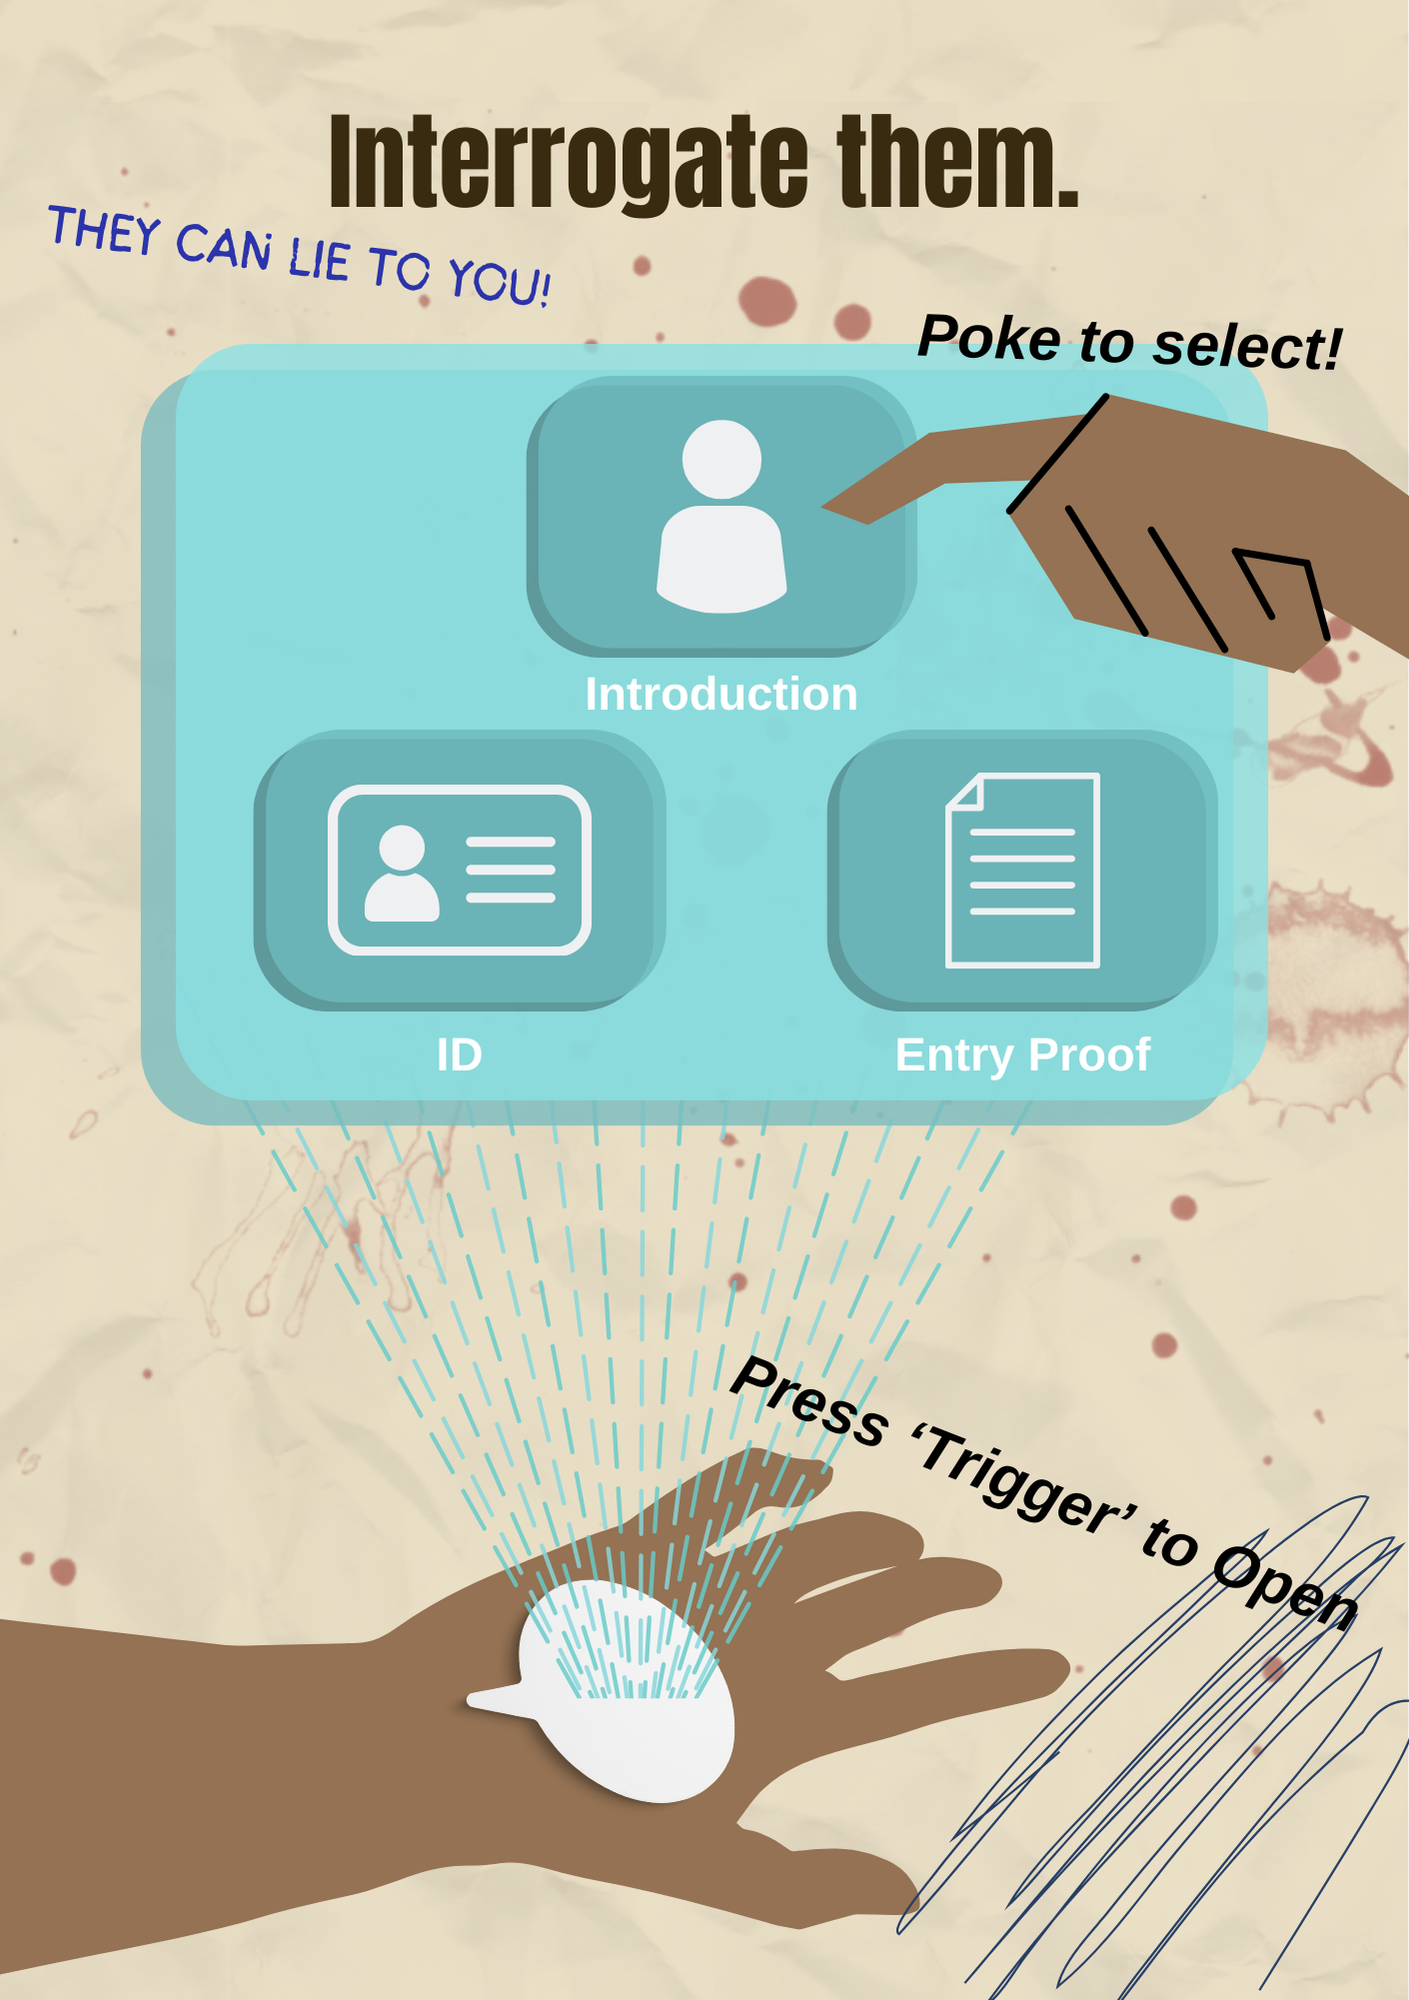 Interrogate them.
THEY CAN LIE TO YOU!
Poke to select!
Introduction
ID
Entry Proof
Press ‘Trigger’ to Open